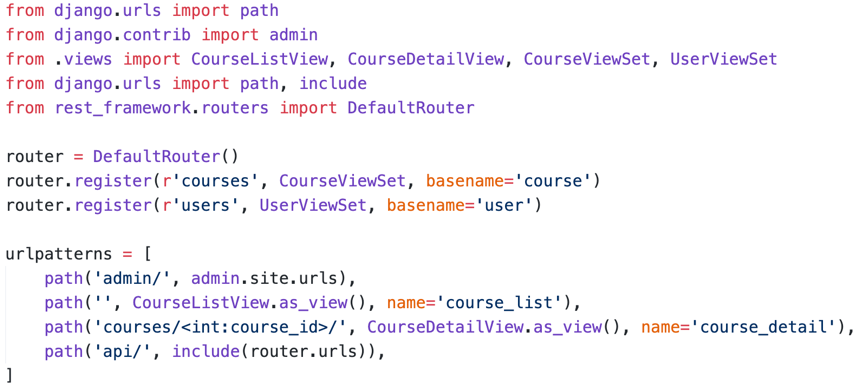 from django.urls import path
from django.contrib import admin
from .views import CourseListView, CourseDetailView, CourseViewSet, UserViewSet
from django.urls import path, include
from rest_framework.routers import DefaultRouter

router = DefaultRouter()
router.register(r'courses', CourseViewSet, basename='course')
router.register(r'users', UserViewSet, basename='user')

urlpatterns = [
    path('admin/', admin.site.urls),
    path('', CourseListView.as_view(), name='course_list'),
    path('courses/<int:course_id>/', CourseDetailView.as_view(), name='course_detail'),
    path('api/', include(router.urls)),
]